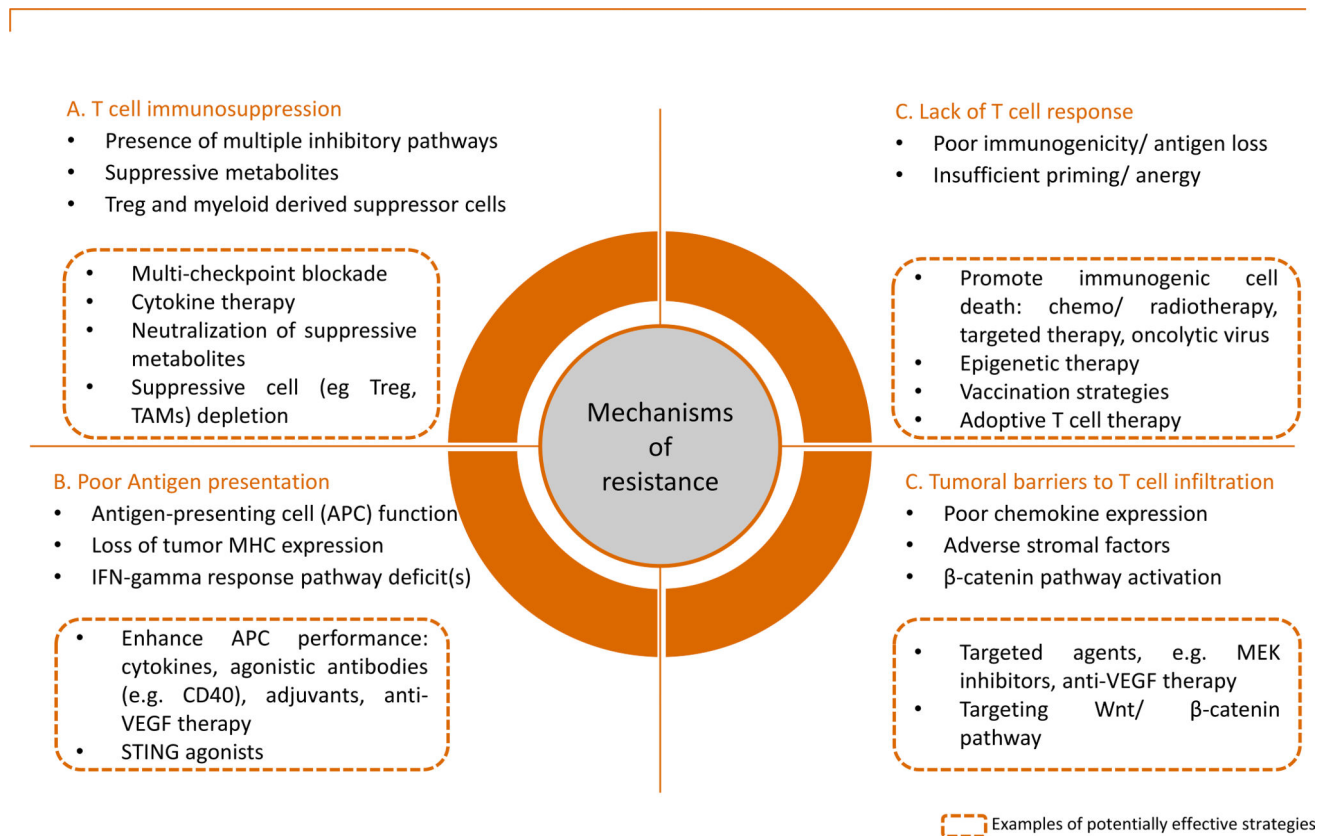 A. T cell immunosuppression
• Presence of multiple inhibitory pathways
• Suppressive metabolites
• Treg and myeloid derived suppressor cells
• Multi-checkpoint blockade
• Cytokine therapy
• Neutralization of suppressive
metabolites
• Suppressive cell (eg Treg,
TAMs) depletion
C. Lack of T cell response
• Poor immunogenicity/ antigen loss
• Insufficient priming/ anergy
• Promote immunogenic cell
death: chemo/ radiotherapy,
targeted therapy, oncolytic virus
• Epigenetic therapy
• Vaccination strategies
• Adoptive T cell therapy
Mechanisms
of
resistance
B. Poor Antigen presentation
• Antigen-presenting cell (APC) function
• Loss of tumor MHC expression
• IFN-gamma response pathway deficit(s)
• Enhance APC performance:
cytokines, agonistic antibodies
(e.g. CD40), adjuvants, anti-
VEGF therapy
• STING agonists
C. Tumoral barriers to T cell infiltration
• Poor chemokine expression
• Adverse stromal factors
• β-catenin pathway activation
• Targeted agents, e.g. MEK
inhibitors, anti-VEGF therapy
• Targeting Wnt/ β-catenin
pathway
Examples of potentially effective strategies